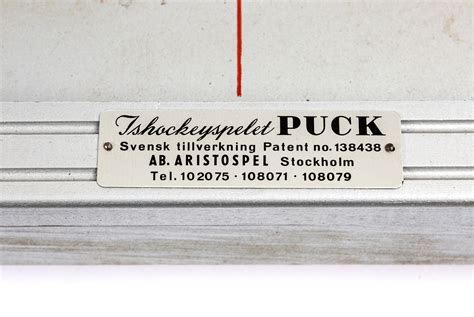 Ishockeyspelet PUCK
Svensk tillverkning Patent no. 138438
AB. ARISTOSPEL Stockholm
Tel. 102075 · 108071 · 108079